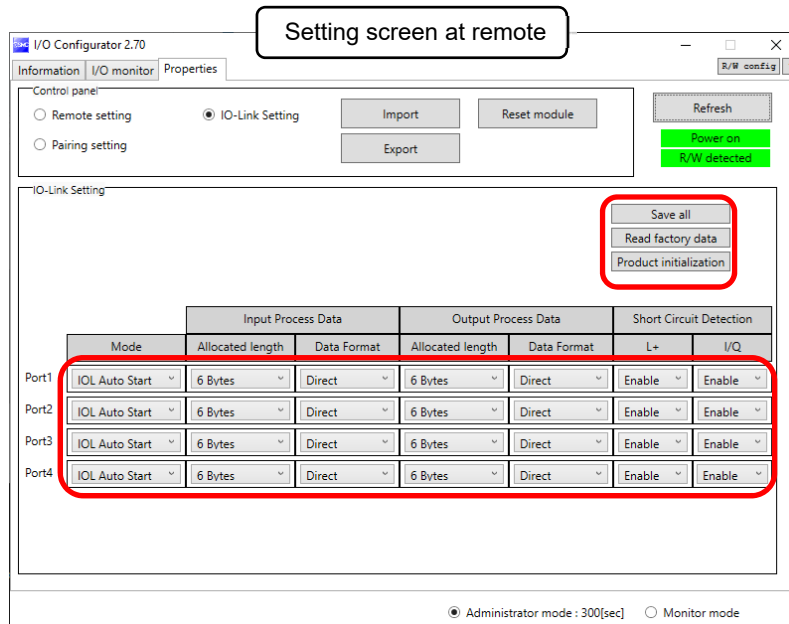 Setting screen at remote
I/O Configurator 2.70
Information I/O monitor Properties R/W config
Control panel
Remote setting IO-Link Setting Import Reset module Refresh
Pairing setting Export Power on
R/W detected
IO-Link Setting
Save all
Read factory data
Product initialization
Input Process Data Output Process Data Short Circuit Detection
Mode Allocated length Data Format Allocated length Data Format L+ I/Q
Port1 IOL Auto Start 6 Bytes Direct 6 Bytes Direct Enable Enable
Port2 IOL Auto Start 6 Bytes Direct 6 Bytes Direct Enable Enable
Port3 IOL Auto Start 6 Bytes Direct 6 Bytes Direct Enable Enable
Port4 IOL Auto Start 6 Bytes Direct 6 Bytes Direct Enable Enable
Administrator mode : 300[sec] Monitor mode